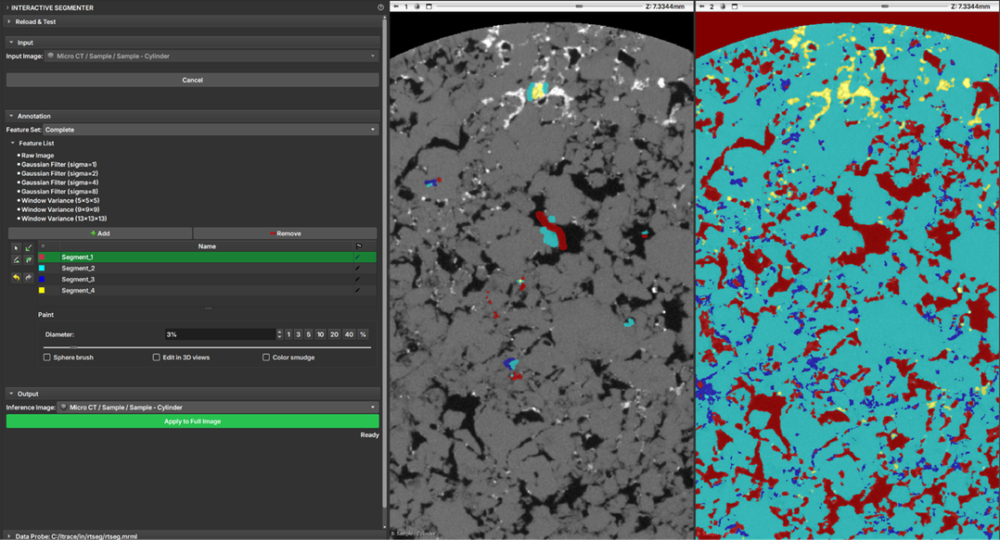 INTERACTIVE SEGMENTER
Reload & Test
Input
Input Image: Micro CT / Sample / Sample - Cylinder
Cancel
Annotation
Feature Set: Complete
Feature List
Raw Image
Gaussian Filter (sigma=1)
Gaussian Filter (sigma=2)
Gaussian Filter (sigma=4)
Gaussian Filter (sigma=8)
Window Variance (5×5×5)
Window Variance (9×9×9)
Window Variance (13×13×13)
Add Remove
Name
Segment_1
Segment_2
Segment_3
Segment_4
Paint
Diameter: 3% 1 3 5 10 20 40 %
Sphere brush Edit in 3D views Color smudge
Output
Inference Image: Micro CT / Sample / Sample - Cylinder
Apply to Full Image
Ready
Data Probe: C:/ltrace/in/rtseg/rtseg.mrml
1 Z: 7.3344mm
B: Sample - Cylinder
2 Z: 7.3344mm